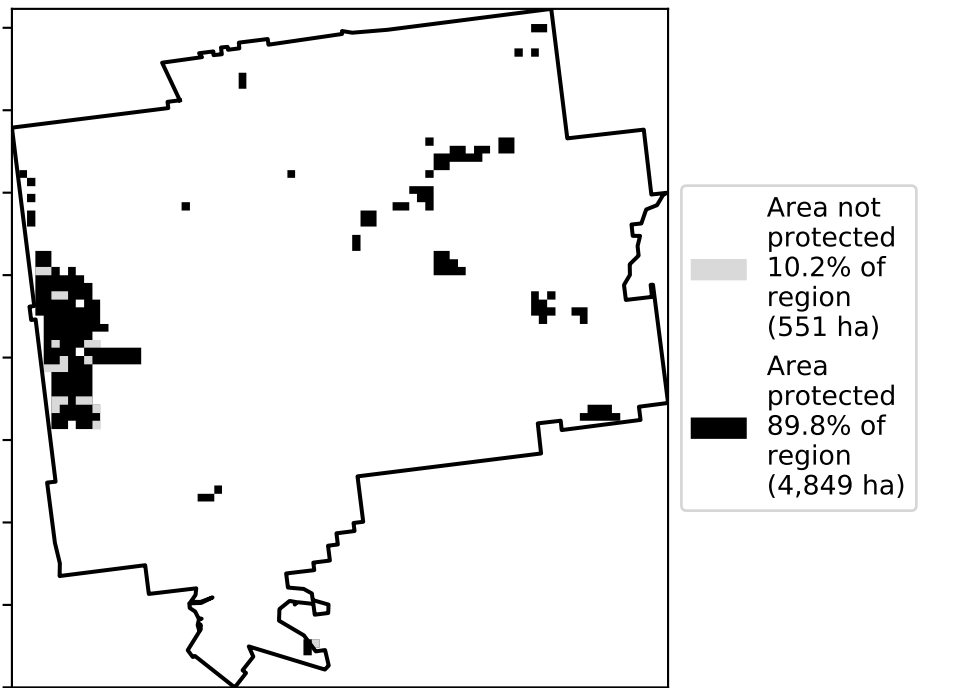 Area not
protected
10.2% of
region
(551 ha)
Area
protected
89.8% of
region
(4,849 ha)